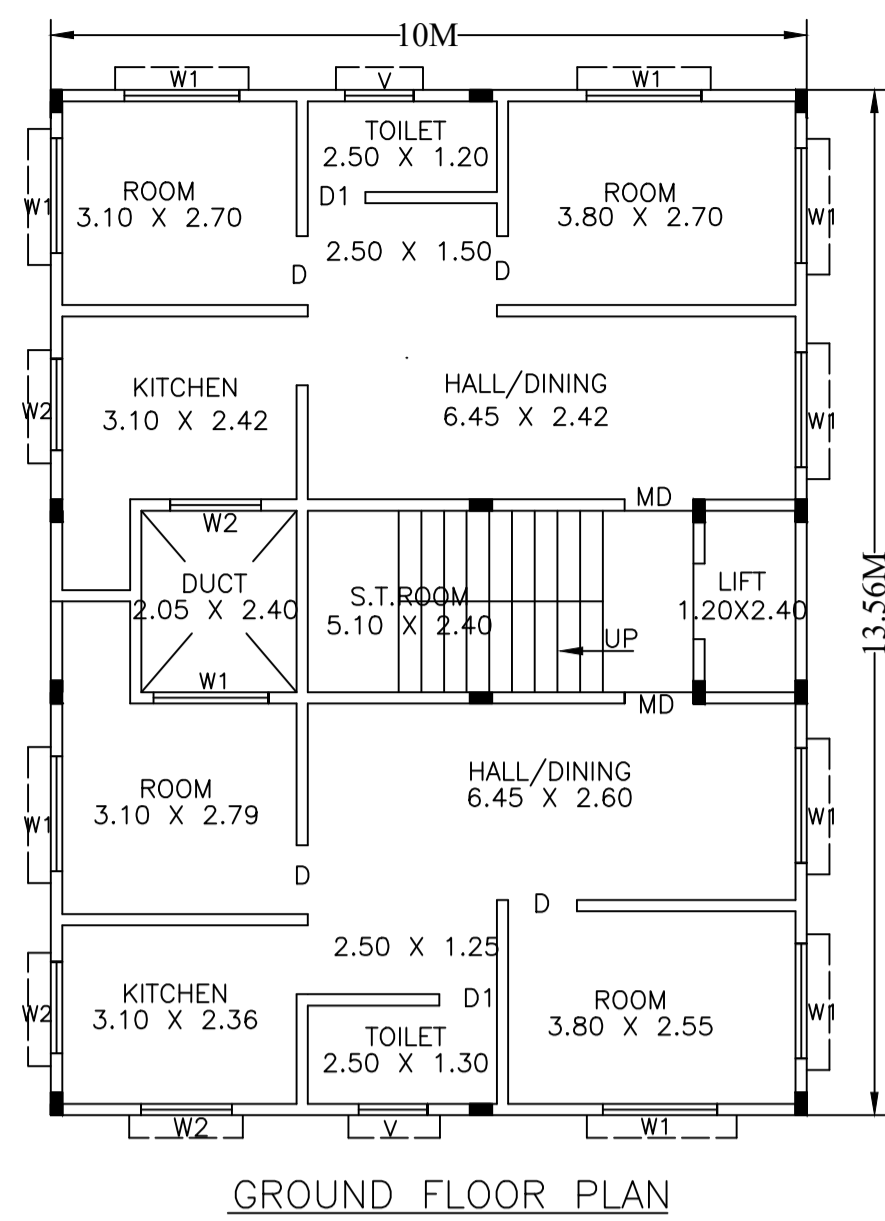 10M
W1 V W1
TOILET
2.50 X 1.20
ROOM
3.10 X 2.70
D1
ROOM
3.80 X 2.70
W1
W1
2.50 X 1.50
D
D
KITCHEN
3.10 X 2.42
HALL/DINING
6.45 X 2.42
W2
W1
MD
W2
DUCT
2.05 X 2.40
S.T.ROOM
5.10 X 2.40
LIFT
1.20X2.40
13.56M
UP
W1
MD
ROOM
3.10 X 2.79
HALL/DINING
6.45 X 2.60
W1
W1
D
D
2.50 X 1.25
KITCHEN
3.10 X 2.36
D1
ROOM
3.80 X 2.55
W2
W1
TOILET
2.50 X 1.30
W2 V W1
GROUND FLOOR PLAN